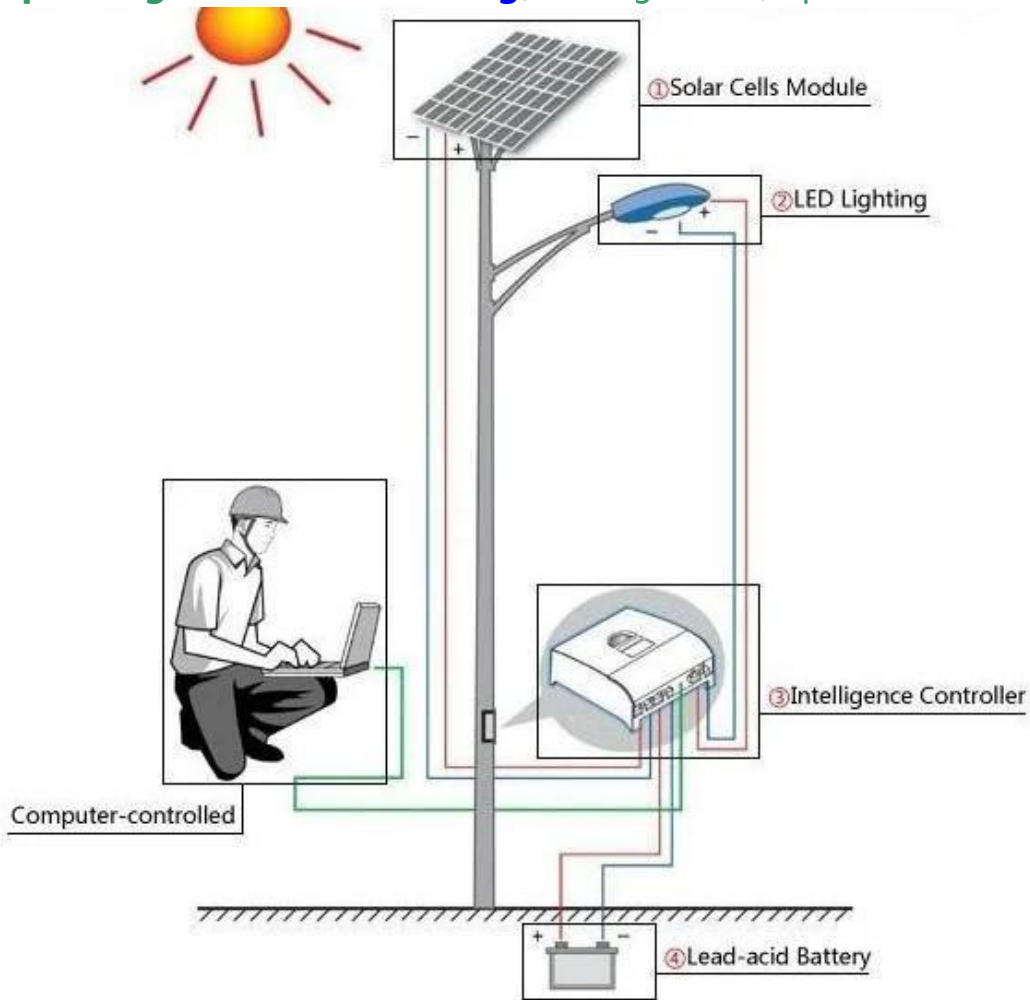 ①Solar Cells Module
− +
②LED Lighting
+
−
③Intelligence Controller
Computer-controlled
+ −
④Lead-acid Battery